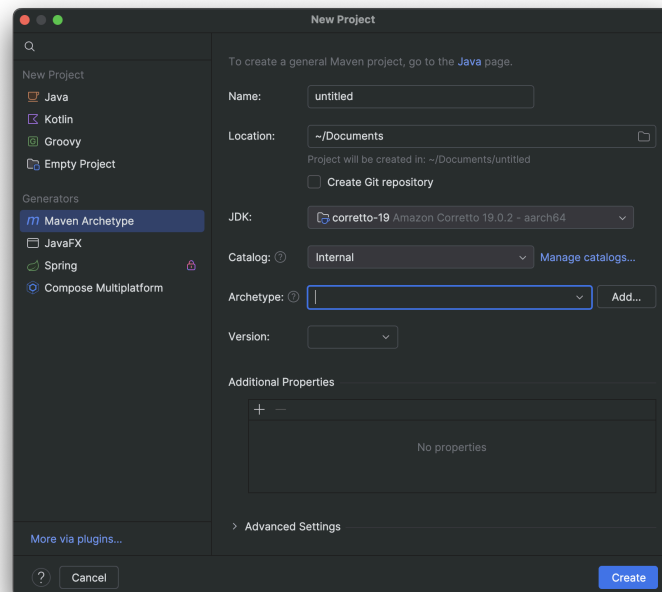 New Project
New Project
Java
Kotlin
Groovy
Empty Project
Generators
m Maven Archetype
JavaFX
Spring
Compose Multiplatform
More via plugins...
? Cancel
To create a general Maven project, go to the Java page.
Name: untitled
Location: ~/Documents
Project will be created in: ~/Documents/untitled
Create Git repository
JDK: corretto-19 Amazon Corretto 19.0.2 - aarch64
Catalog: ? Internal Manage catalogs...
Archetype: ? Add...
Version:
Additional Properties
No properties
Advanced Settings
Create